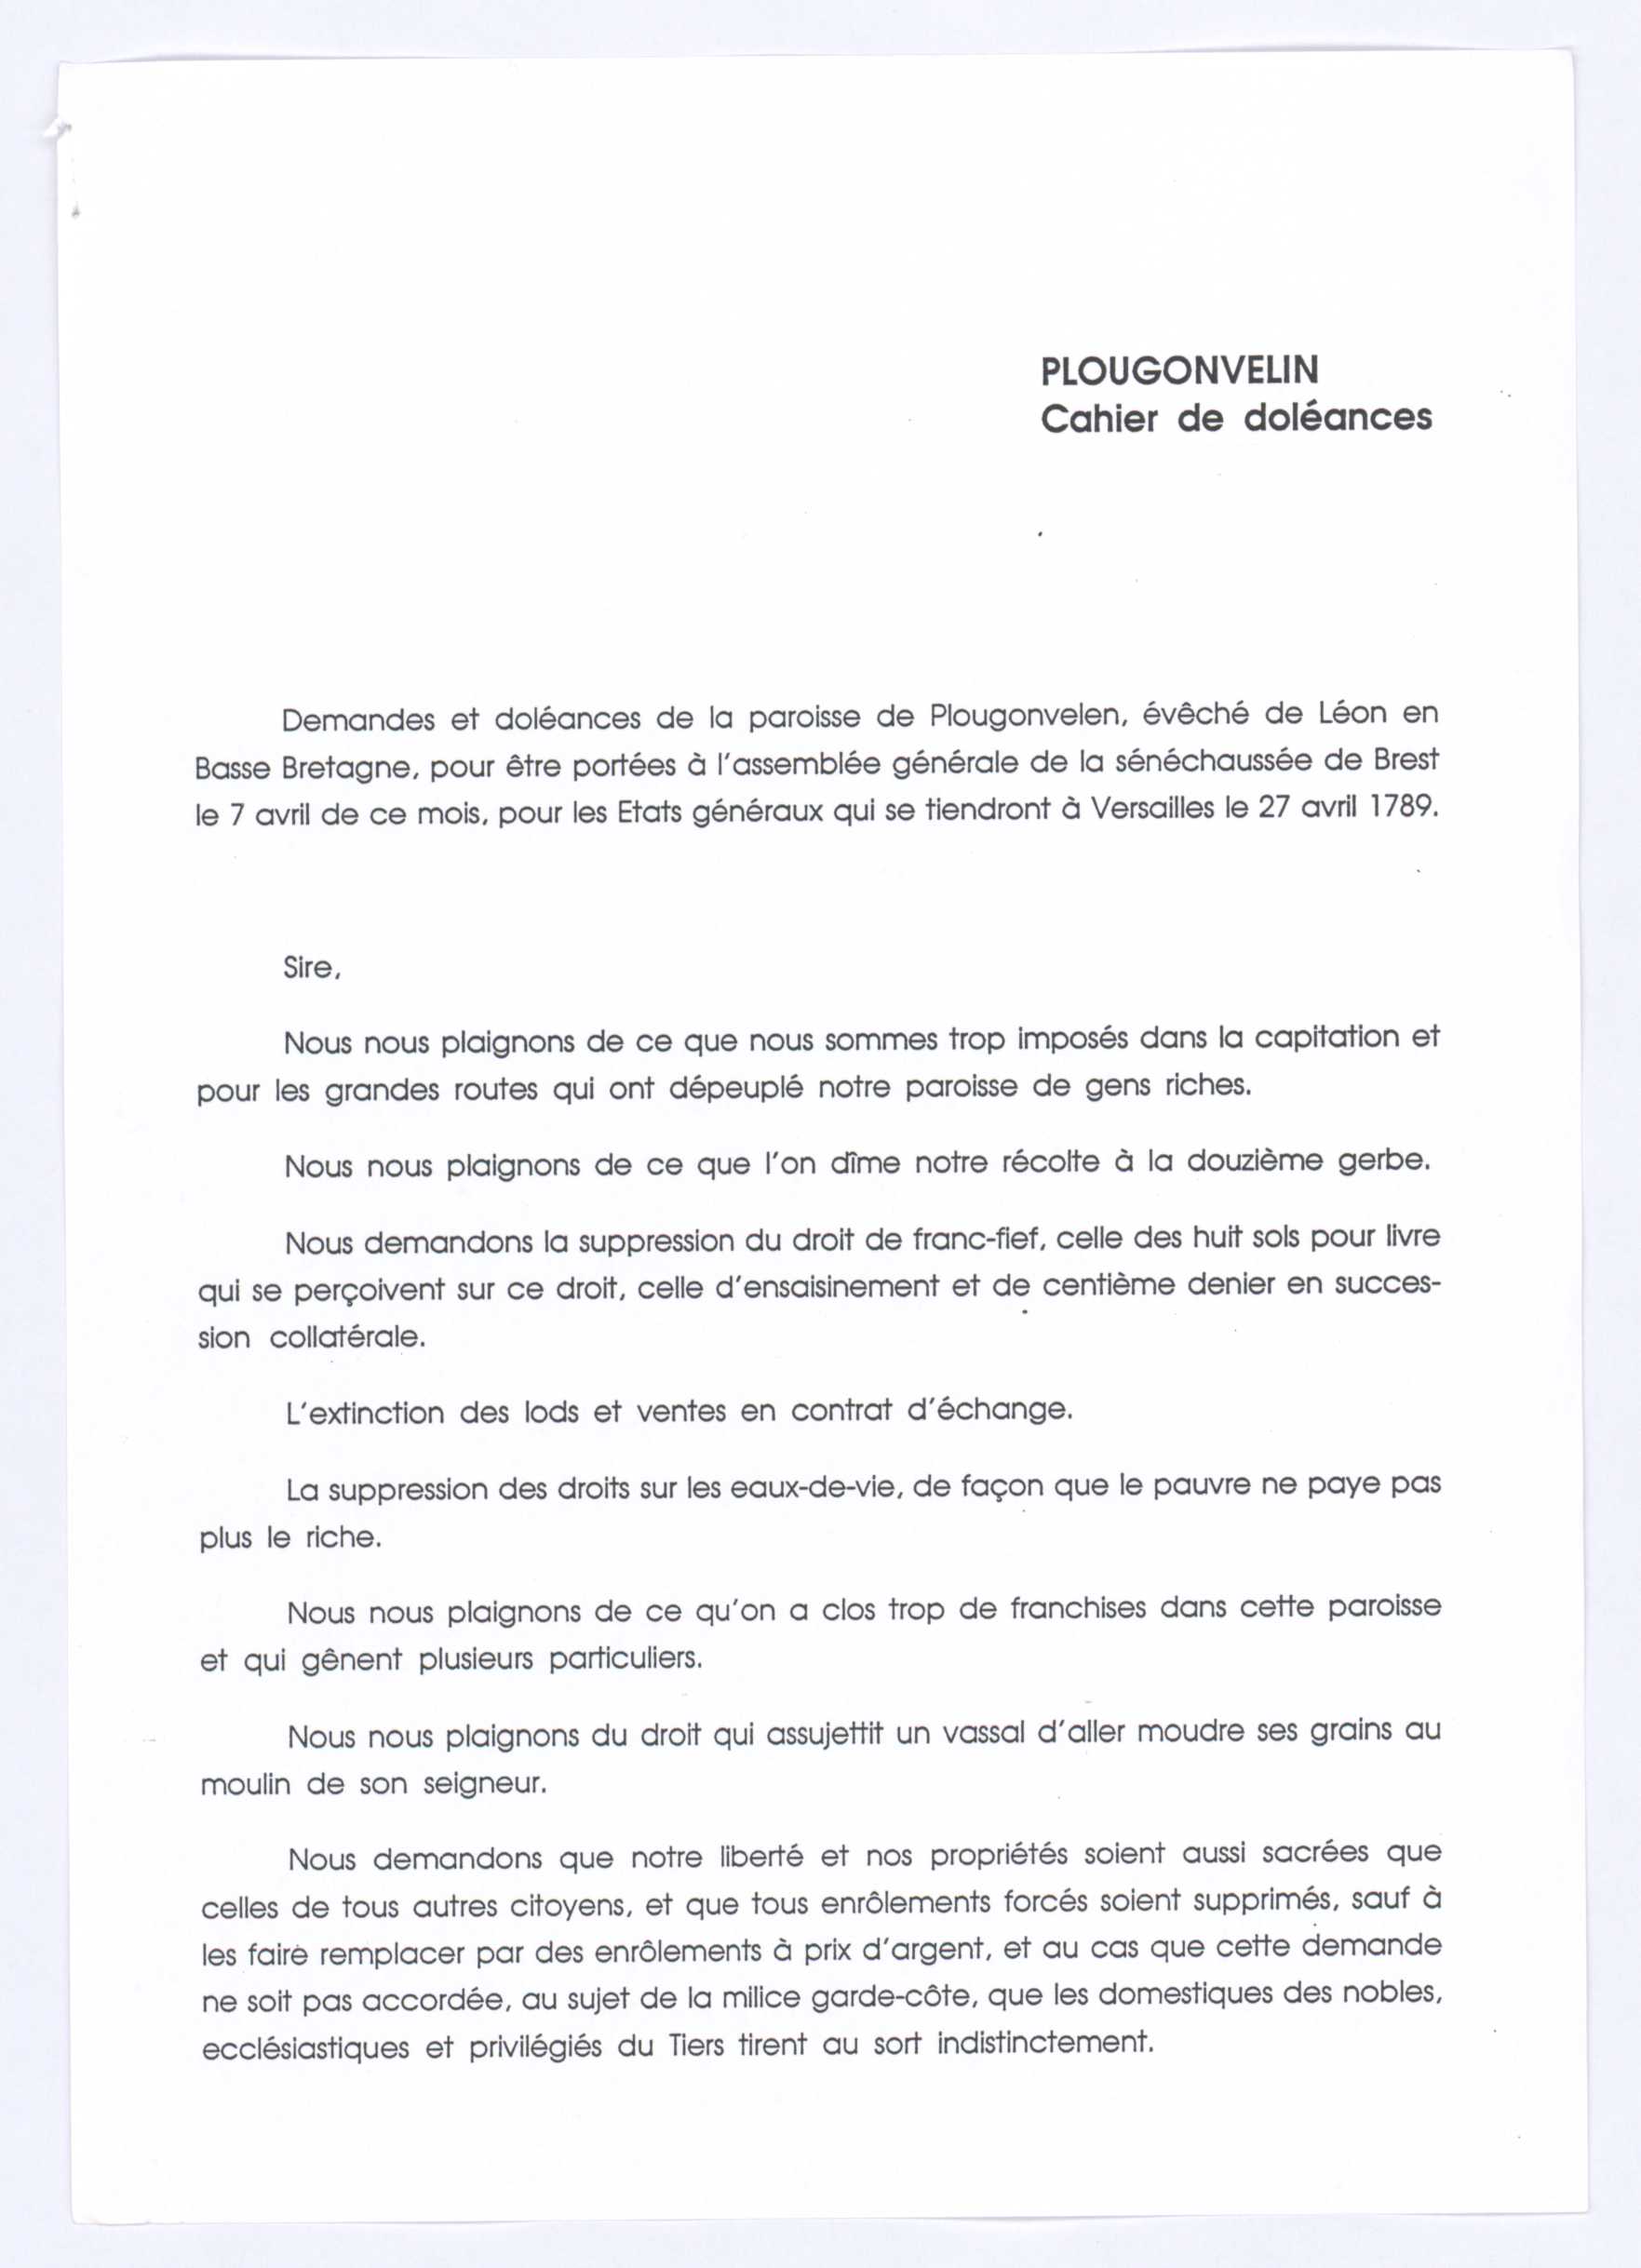 PLOUGONVELIN
Cahier de doléances
Demandes et doléances de la paroisse de Plougonvelen, évêché de Léon en
Basse Bretagne, pour être portées à l'assemblée générale de la sénéchaussée de Brest
le 7 avril de ce mois, pour les Etats généraux qui se tiendront à Versailles le 27 avril 1789.
Sire,
Nous nous plaignons de ce que nous sommes trop imposés dans la capitation et
pour les grandes routes qui ont dépeuplé notre paroisse de gens riches.
Nous nous plaignons de ce que l'on dîme notre récolte à la douzième gerbe.
Nous demandons la suppression du droit de franc-fief, celle des huit sols pour livre
qui se perçoivent sur ce droit, celle d'ensaisinement et de centième denier en succes-
sion collatérale.
L'extinction des lods et ventes en contrat d'échange.
La suppression des droits sur les eaux-de-vie, de façon que le pauvre ne paye pas
plus le riche.
Nous nous plaignons de ce qu'on a clos trop de franchises dans cette paroisse
et qui gênent plusieurs particuliers.
Nous nous plaignons du droit qui assujettit un vassal d'aller moudre ses grains au
moulin de son seigneur.
Nous demandons que notre liberté et nos propriétés soient aussi sacrées que
celles de tous autres citoyens, et que tous enrôlements forcés soient supprimés, sauf à
les faire remplacer par des enrôlements à prix d'argent, et au cas que cette demande
ne soit pas accordée, au sujet de la milice garde-côte, que les domestiques des nobles,
ecclésiastiques et privilégiés du Tiers tirent au sort indistinctement.